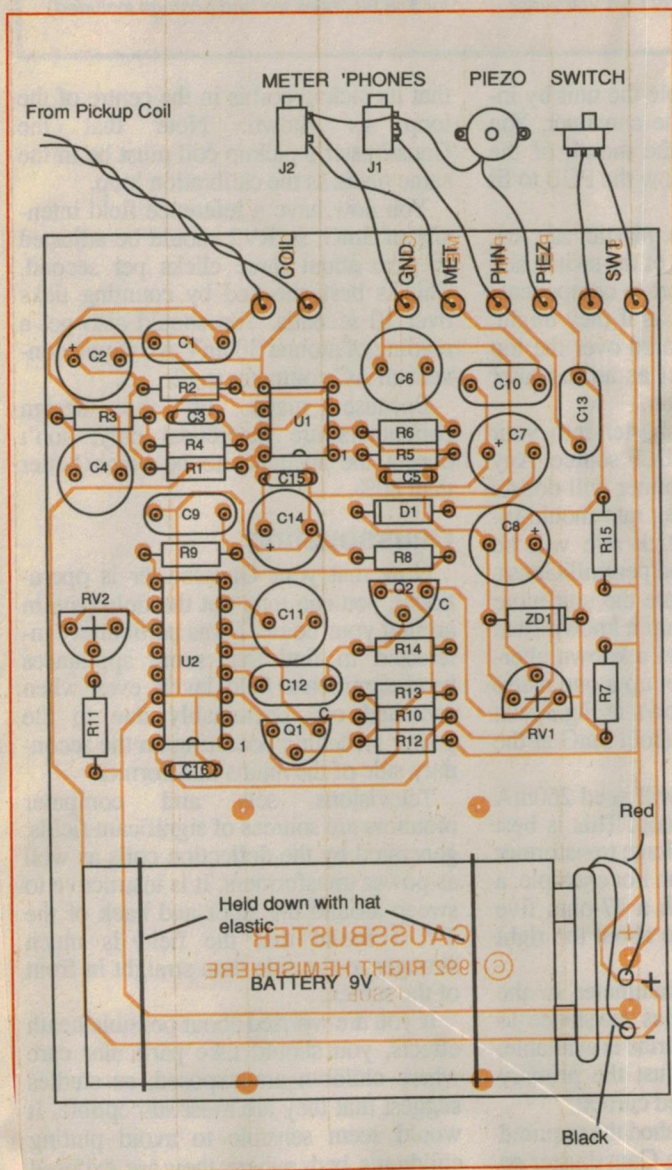 METER 'PHONES PIEZO SWITCH
From Pickup Coil
J2 J1
COIL GND MET PHN PIEZ SWT
C2 C1 C6 C10 C13
R2 U1
R3 C3 R6 C7
R4 1 R5
C4 R1 C15 C5
C9 C14 D1 C8
R9 R8 R15
RV2 C11 Q2 C
ZD1
U2 R14
C12 R13 R7
R11 C R10 RV1
1 Q1 R12
C16
Red
Held down with hat
elastic
GAUSSBUSTER
© 1992 RIGHT HEMISPHERE
BATTERY 9V
+
-
Black